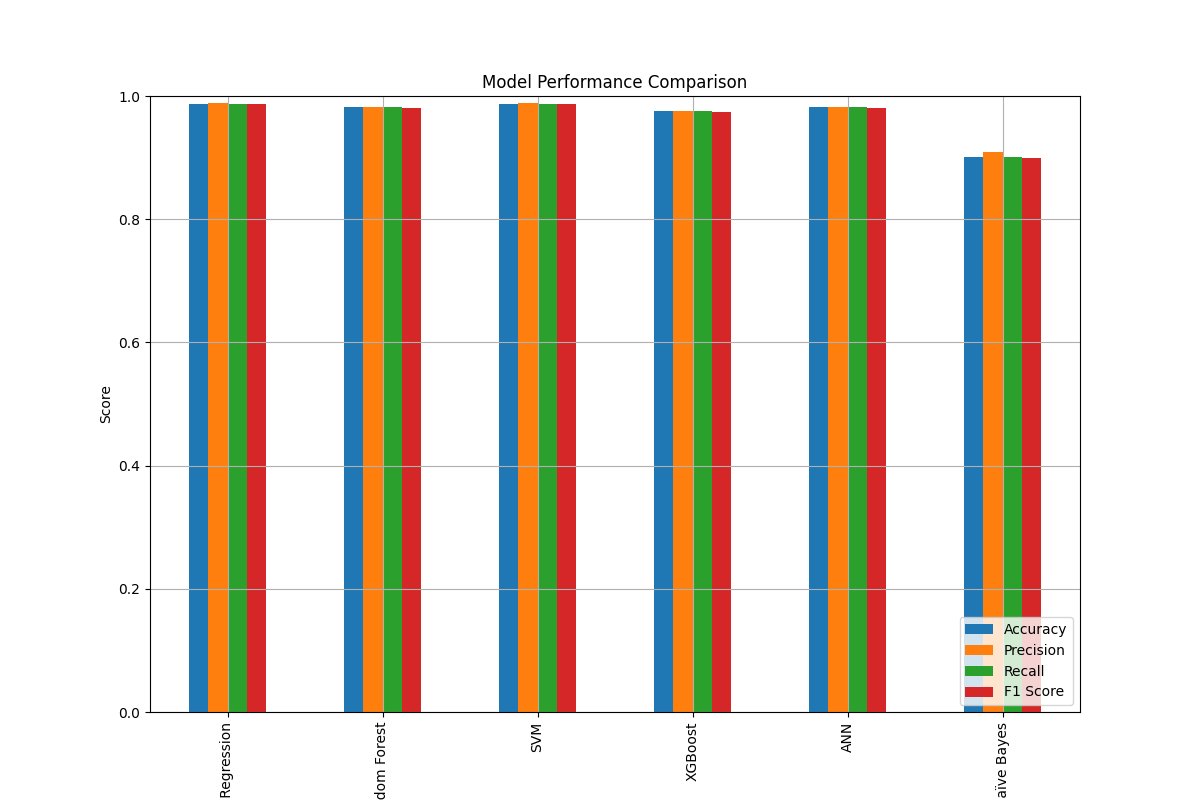 Model Performance Comparison
1.0
0.8
0.6
0.4
0.2
0.0
Score
Regression
dom Forest
SVM
XGBoost
ANN
aïve Bayes
Accuracy
Precision
Recall
F1 Score